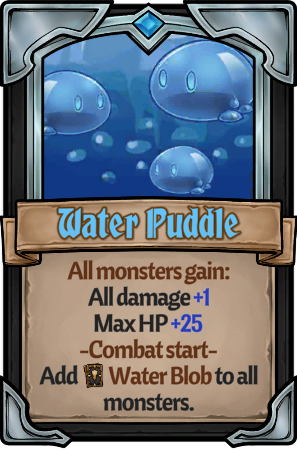 Water Puddle
All monsters gain:
All damage +1
Max HP +25
-Combat start-
Add Water Blob to all
monsters.